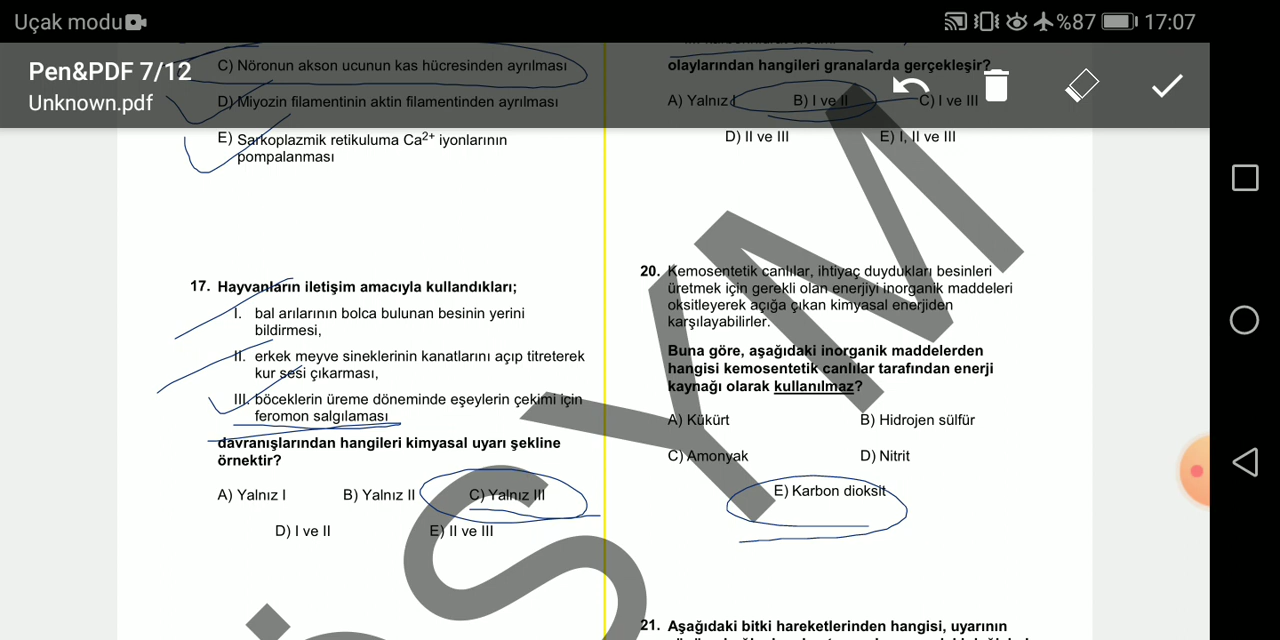 Uçak modu
%87 17:07
Pen&PDF 7/12
Unknown.pdf
C) Nöronun akson ucunun kas hücresinden ayrılması
D) Miyozin filamentinin aktin filamentinden ayrılması
E) Sarkoplazmik retikuluma Ca2+ iyonlarının
pompalanması
17. Hayvanların iletişim amacıyla kullandıkları;
I. bal arılarının bolca bulunan besinin yerini
bildirmesi,
II. erkek meyve sineklerinin kanatlarını açıp titreterek
kur sesi çıkarması,
III. böceklerin üreme döneminde eşeylerin çekimi için
feromon salgılaması
davranışlarından hangileri kimyasal uyarı şekline
örnektir?
A) Yalnız I B) Yalnız II C) Yalnız III
D) I ve II E) II ve III
olaylarından hangileri granalarda gerçekleşir?
A) Yalnız I B) I ve II C) I ve III
D) II ve III E) I, II ve III
20. Kemosentetik canlılar, ihtiyaç duydukları besinleri
üretmek için gerekli olan enerjiyi inorganik maddeleri
oksitleyerek açığa çıkan kimyasal enerjiden
karşılayabilirler.
Buna göre, aşağıdaki inorganik maddelerden
hangisi kemosentetik canlılar tarafından enerji
kaynağı olarak kullanılmaz?
A) Kükürt B) Hidrojen sülfür
C) Amonyak D) Nitrit
E) Karbon dioksit
21. Aşağıdaki bitki hareketlerinden hangisi, uyarının
SYM